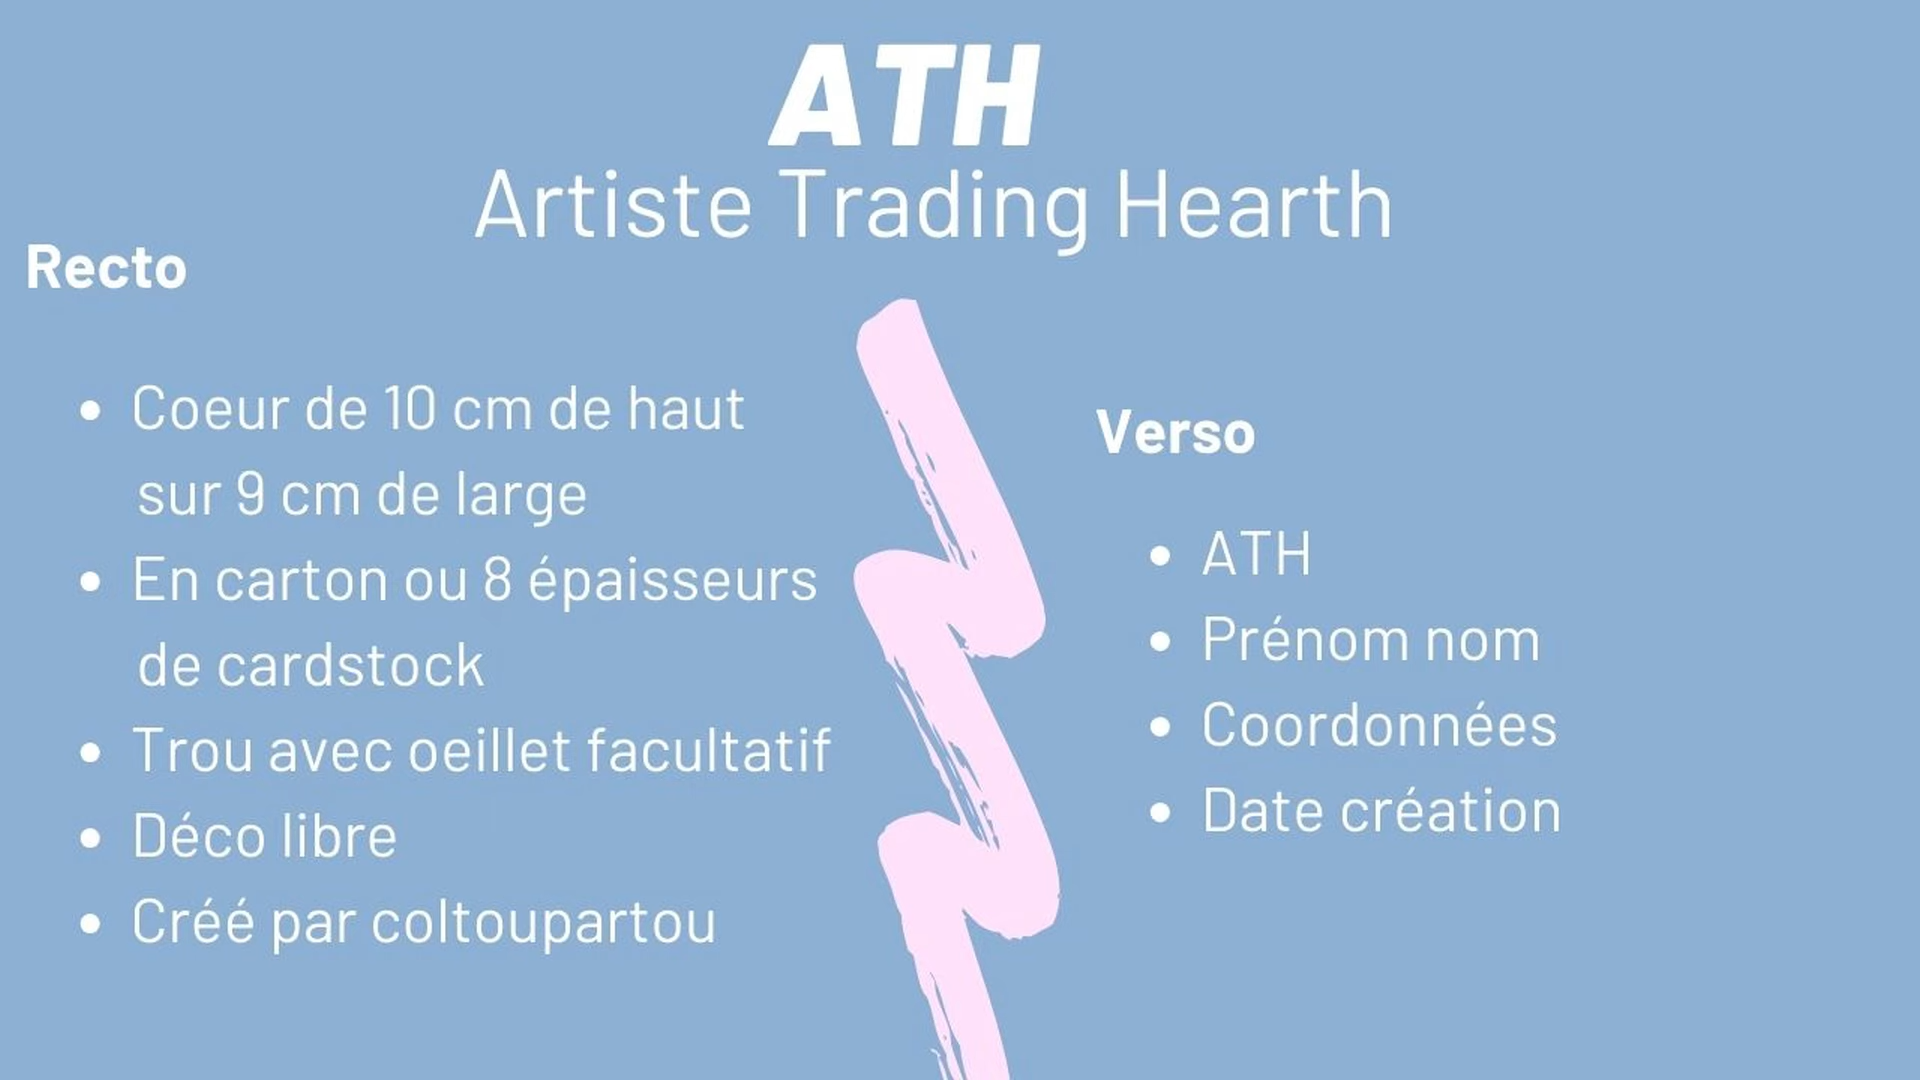 ATH
Artiste Trading Hearth
Recto
• Coeur de 10 cm de haut
sur 9 cm de large
• En carton ou 8 épaisseurs
de cardstock
• Trou avec oeillet facultatif
• Déco libre
• Créé par coltoupartou
Verso
• ATH
• Prénom nom
• Coordonnées
• Date création